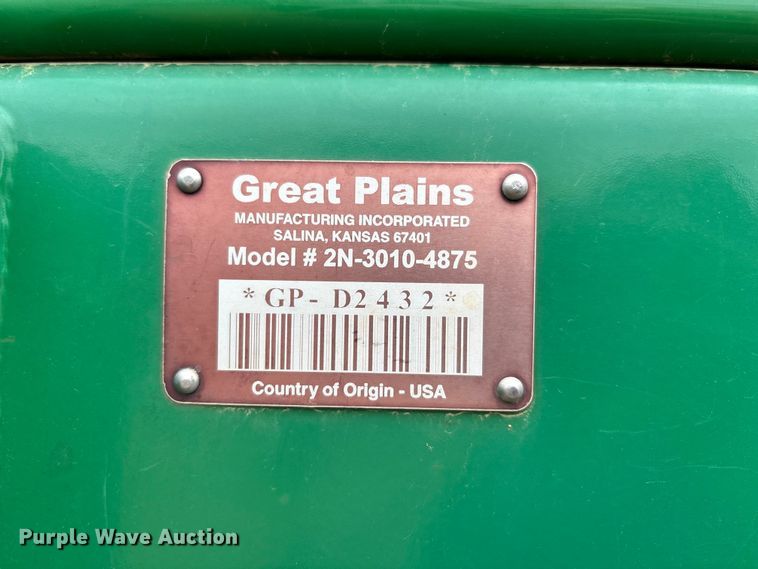 Great Plains
MANUFACTURING INCORPORATED
SALINA, KANSAS 67401
Model # 2N-3010-4875
*GP- D2432*
Country of Origin - USA
Purple Wave Auction